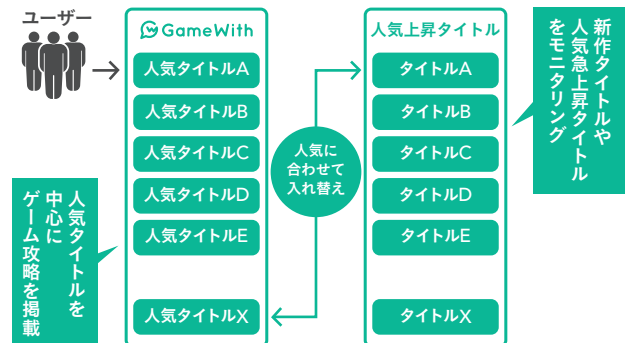 ユーザー
GameWith
人気タイトルA
人気タイトルB
人気タイトルC
人気タイトルD
人気タイトルE
人気タイトルX
人気タイトルを
中心に
ゲーム攻略を掲載
人気に
合わせて
入れ替え
人気上昇タイトル
タイトルA
タイトルB
タイトルC
タイトルD
タイトルE
タイトルX
新作タイトルや
人気急上昇タイトル
をモニタリング